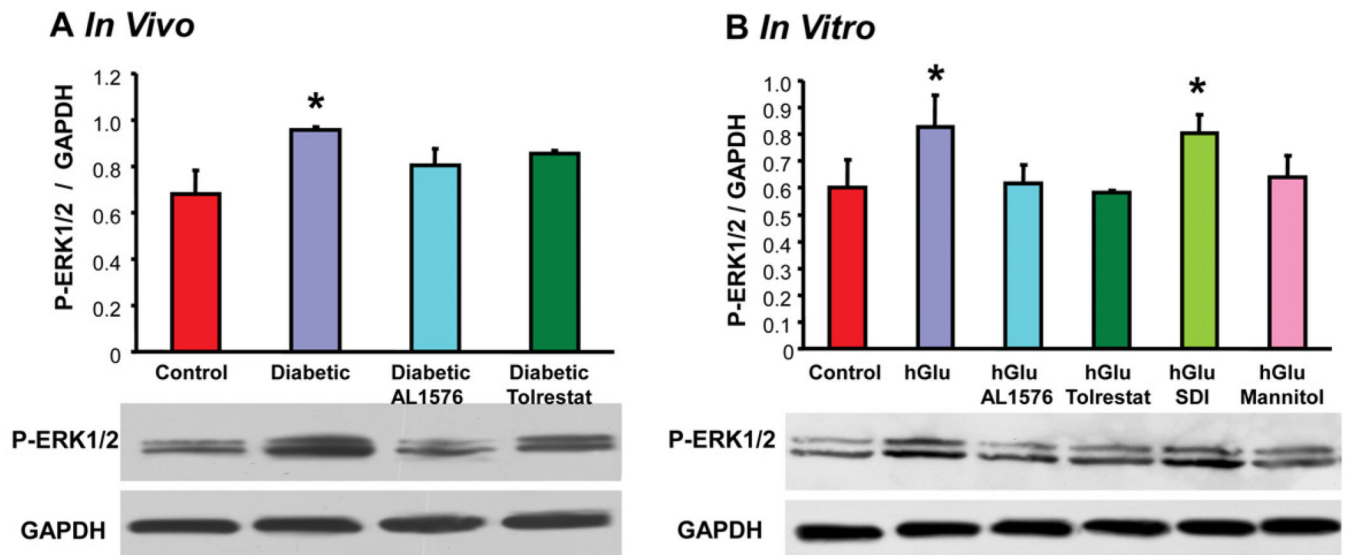 A In Vivo
P-ERK1/2 / GAPDH
1.2
1.0
0.8
0.6
0.4
0.2
0
*
Control
Diabetic
Diabetic
AL1576
Diabetic
Tolrestat
P-ERK1/2
GAPDH
B In Vitro
P-ERK1/2 / GAPDH
1.0
0.9
0.8
0.7
0.6
0.5
0.4
0.3
0.2
0.1
0
*
*
Control
hGlu
hGlu
AL1576
hGlu
Tolrestat
hGlu
SDI
hGlu
Mannitol
P-ERK1/2
GAPDH